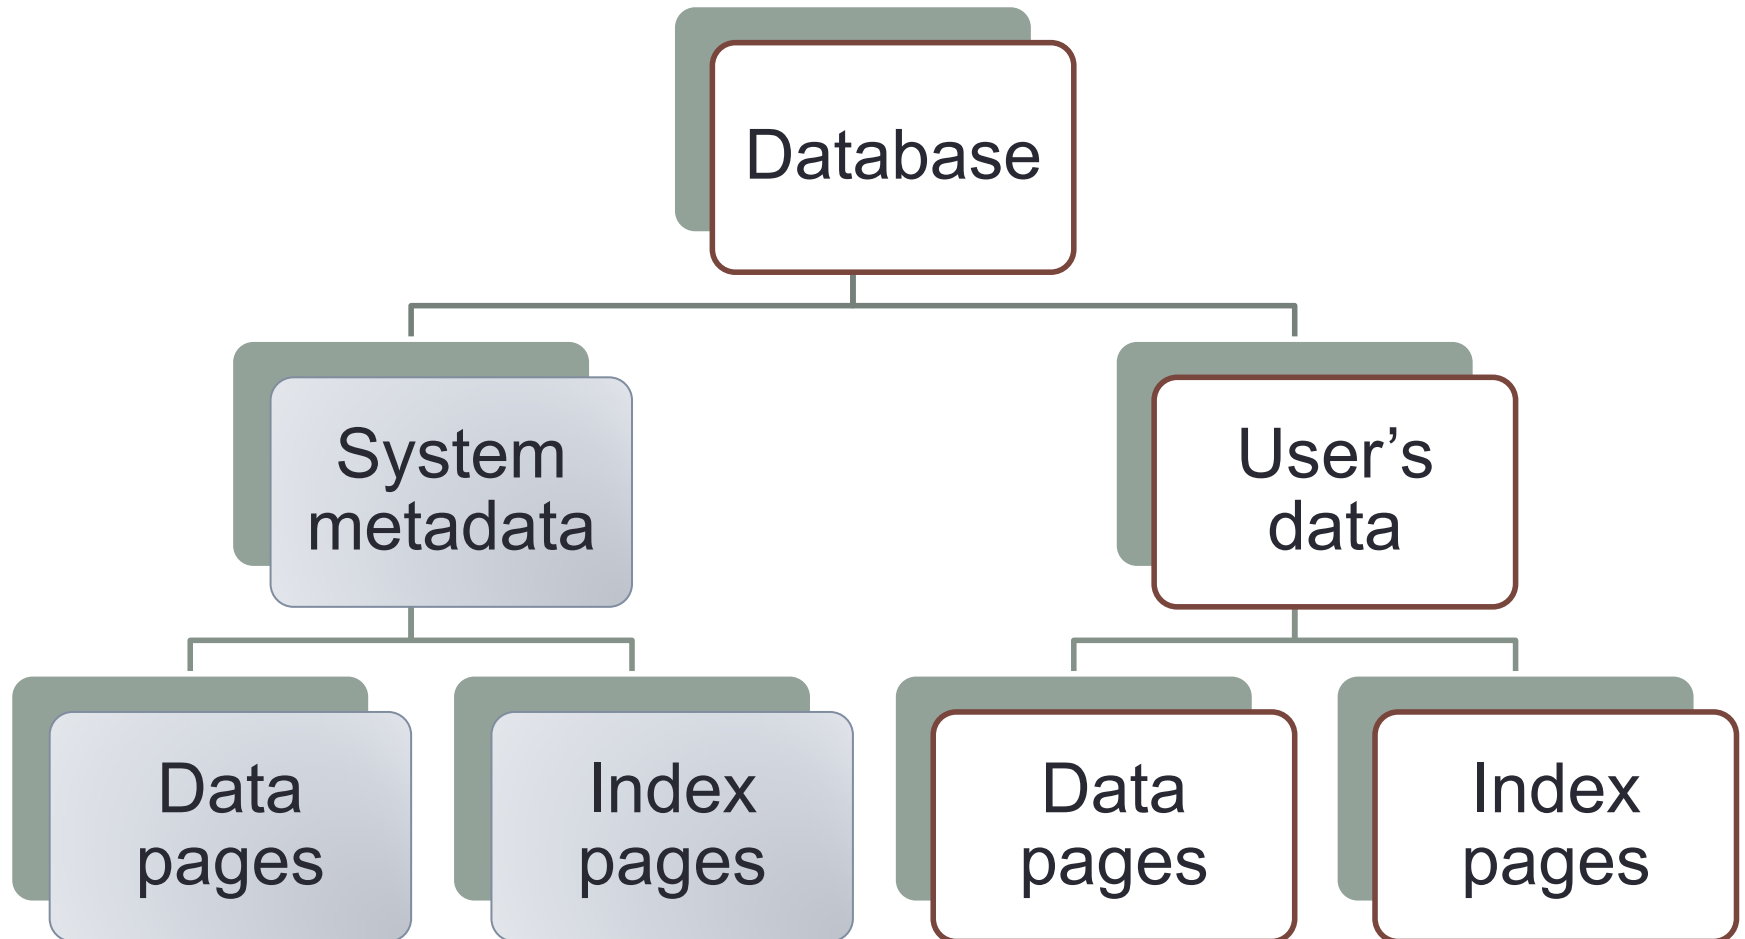 Database
System
metadata
User’s
data
Data
pages
Index
pages
Data
pages
Index
pages